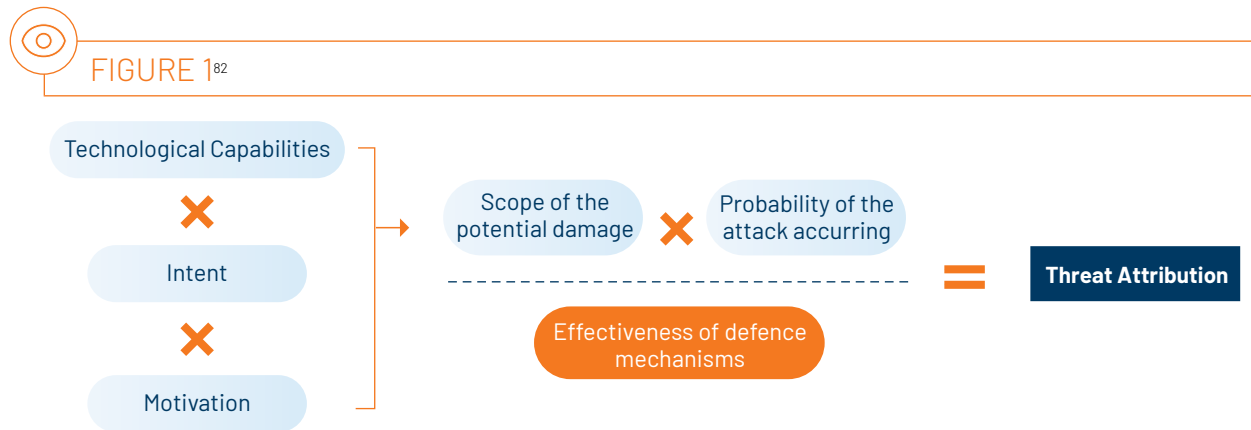 FIGURE 182
Technological Capabilities
Intent
Motivation
Scope of the
potential damage
Probability of the
attack accurring
Effectiveness of defence
mechanisms
Threat Attribution